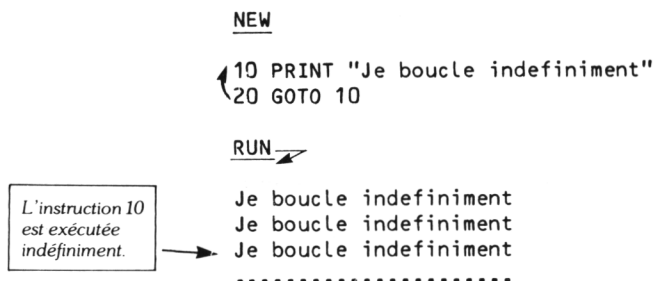 NEW
10 PRINT "Je boucle indefiniment"
20 GOTO 10
RUN
Je boucle indefiniment
Je boucle indefiniment
Je boucle indefiniment
L'instruction 10
est exécutée
indéfiniment.